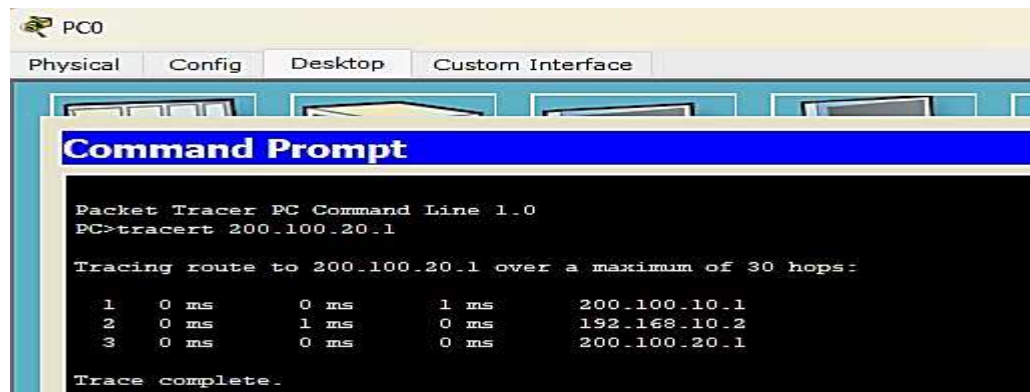 PC0
Physical Config Desktop Custom Interface
Command Prompt
Packet Tracer PC Command Line 1.0
PC>tracert 200.100.20.1
Tracing route to 200.100.20.1 over a maximum of 30 hops:
1 0 ms 0 ms 1 ms 200.100.10.1
2 0 ms 1 ms 0 ms 192.168.10.2
3 0 ms 0 ms 0 ms 200.100.20.1
Trace complete.